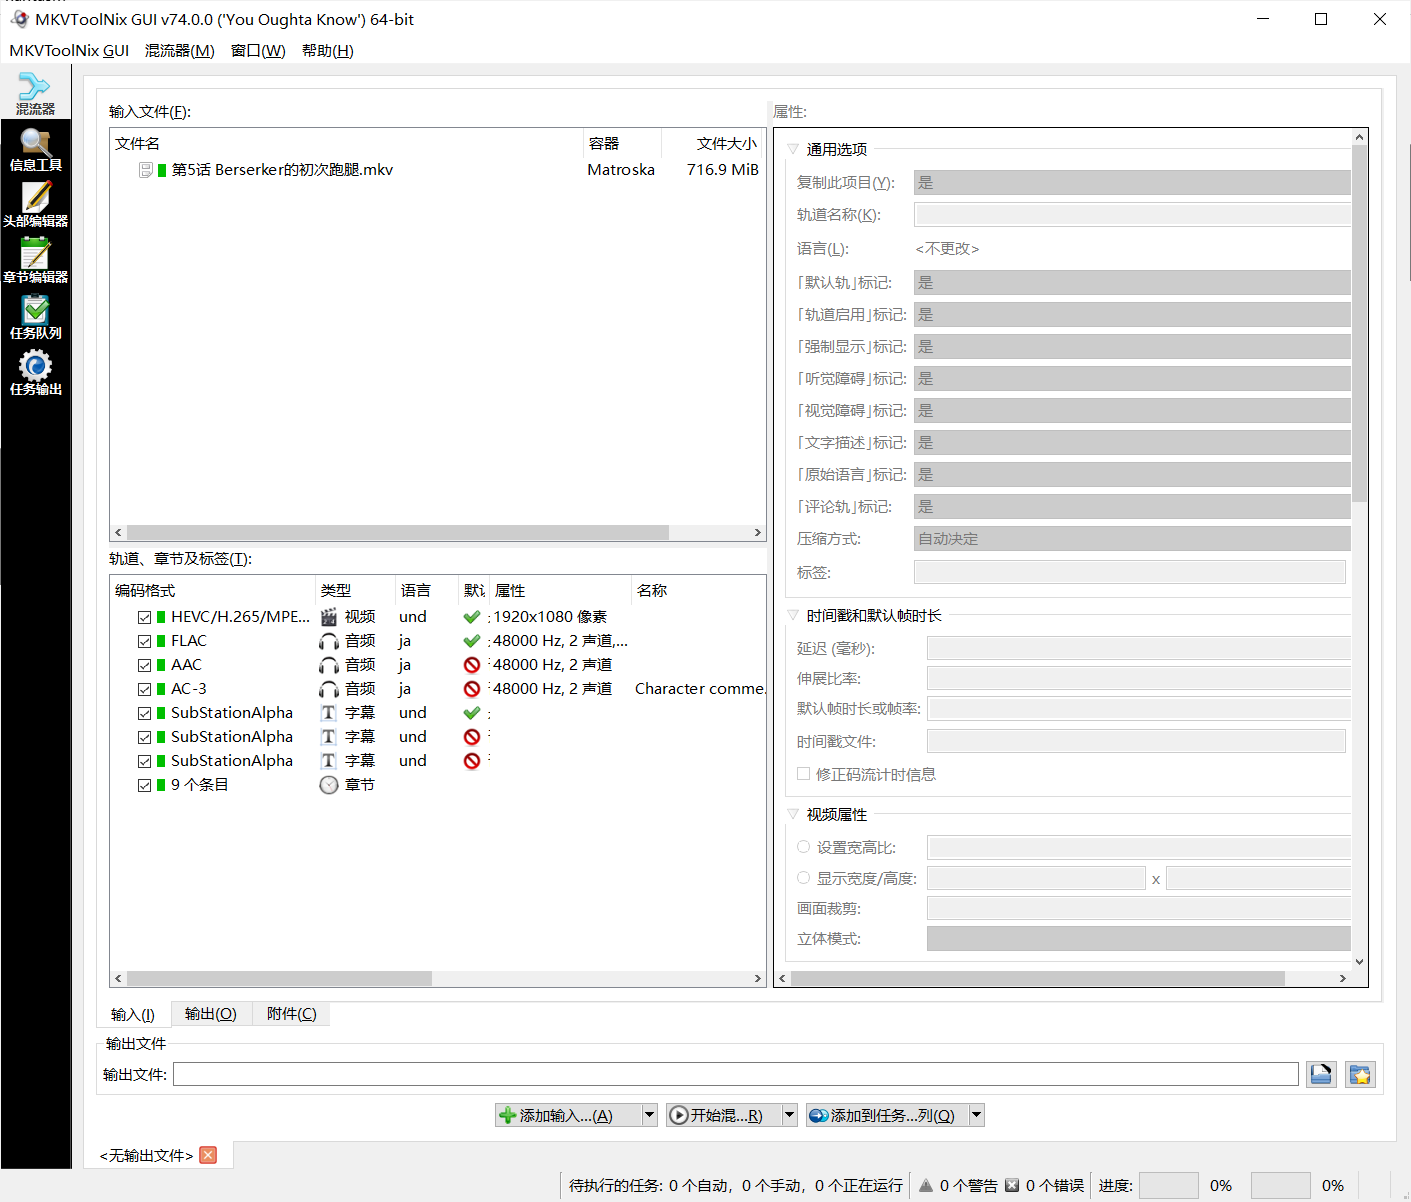 MKVToolNix GUI v74.0.0 ('You Oughta Know') 64-bit
MKVToolNix GUI 混流器(M) 窗口(W) 帮助(H)
混流器
信息工具
头部编辑器
章节编辑器
任务队列
任务输出
输入文件(F):
文件名 容器 文件大小
第5话 Berserker的初次跑腿.mkv Matroska 716.9 MiB
轨道、章节及标签(T):
编码格式 类型 语言 默认 属性 名称
HEVC/H.265/MPE... 视频 und 1920x1080 像素
FLAC 音频 ja 48000 Hz, 2 声道,...
AAC 音频 ja 48000 Hz, 2 声道
AC-3 音频 ja 48000 Hz, 2 声道 Character comme.
SubStationAlpha 字幕 und
SubStationAlpha 字幕 und
SubStationAlpha 字幕 und
9 个条目 章节
属性:
通用选项
复制此项目(Y): 是
轨道名称(K):
语言(L): <不更改>
「默认轨」标记: 是
「轨道启用」标记: 是
「强制显示」标记: 是
「听觉障碍」标记: 是
「视觉障碍」标记: 是
「文字描述」标记: 是
「原始语言」标记: 是
「评论轨」标记: 是
压缩方式: 自动决定
标签:
时间戳和默认帧时长
延迟 (毫秒):
伸展比率:
默认帧时长或帧率:
时间戳文件:
修正码流计时信息
视频属性
设置宽高比:
显示宽度/高度: x
画面裁剪:
立体模式:
输入(I) 输出(O) 附件(C)
输出文件
输出文件:
添加输入...(A) 开始混...R) 添加到任务...列(Q)
<无输出文件>
待执行的任务: 0 个自动, 0 个手动, 0 个正在运行 0 个警告 0 个错误 进度: 0% 0%